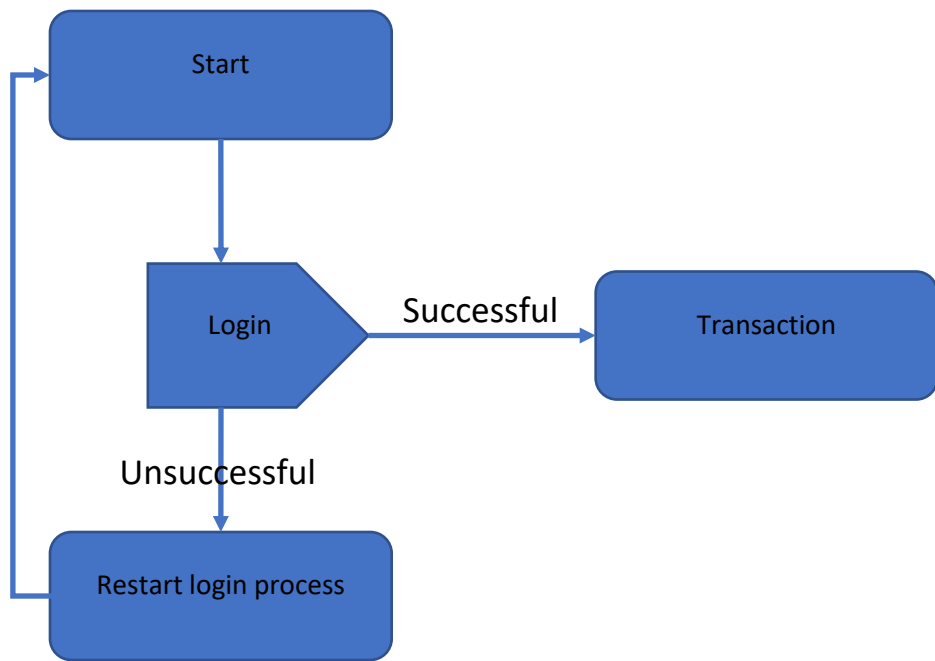 Start
Login
Successful
Transaction
Unsuccessful
Restart login process